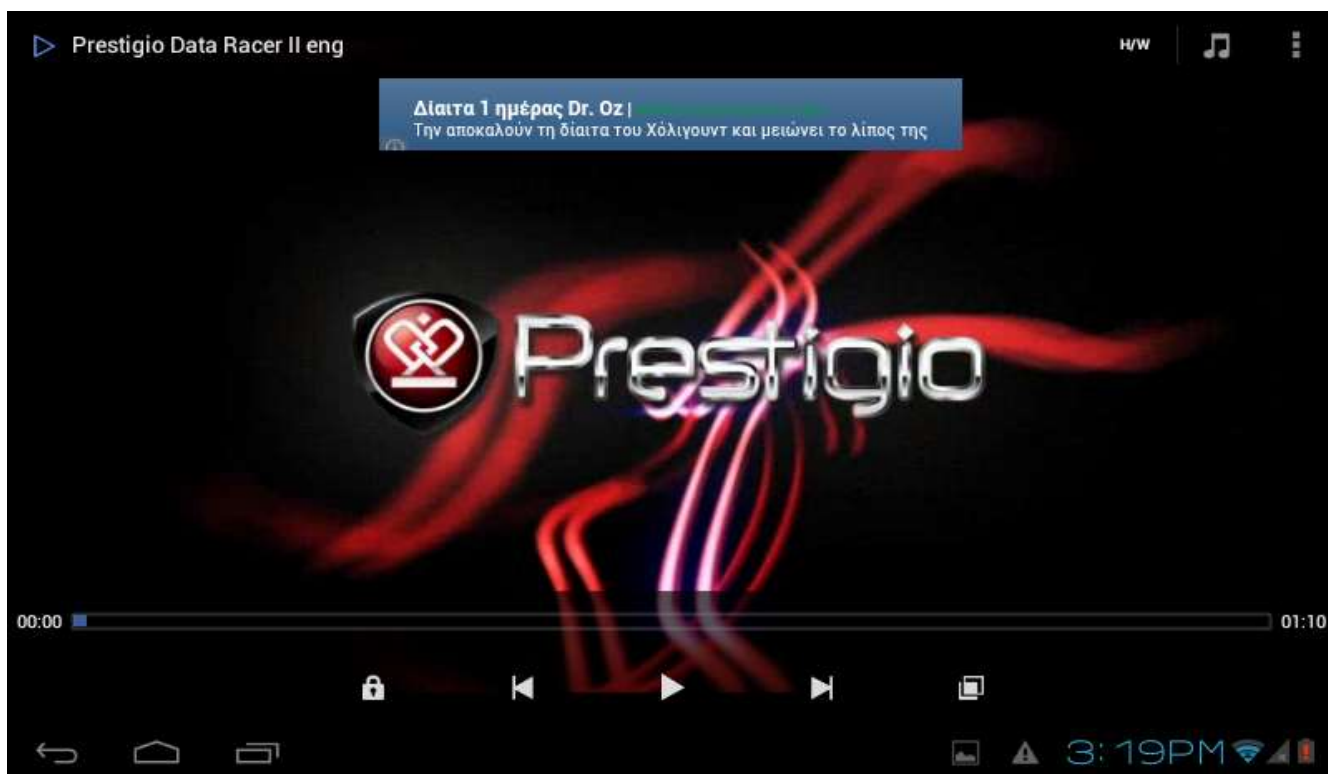 Prestigio Data Racer II eng
H/W
Δίαιτα 1 ημέρας Dr. Oz |
Την αποκαλούν τη δίαιτα του Χόλιγουντ και μειώνει το λίπος της
Prestigio
00:00
01:10
3:19PM